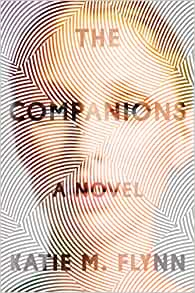 THE
COMPANIONS
A NOVEL
KATIE M. FLYNN